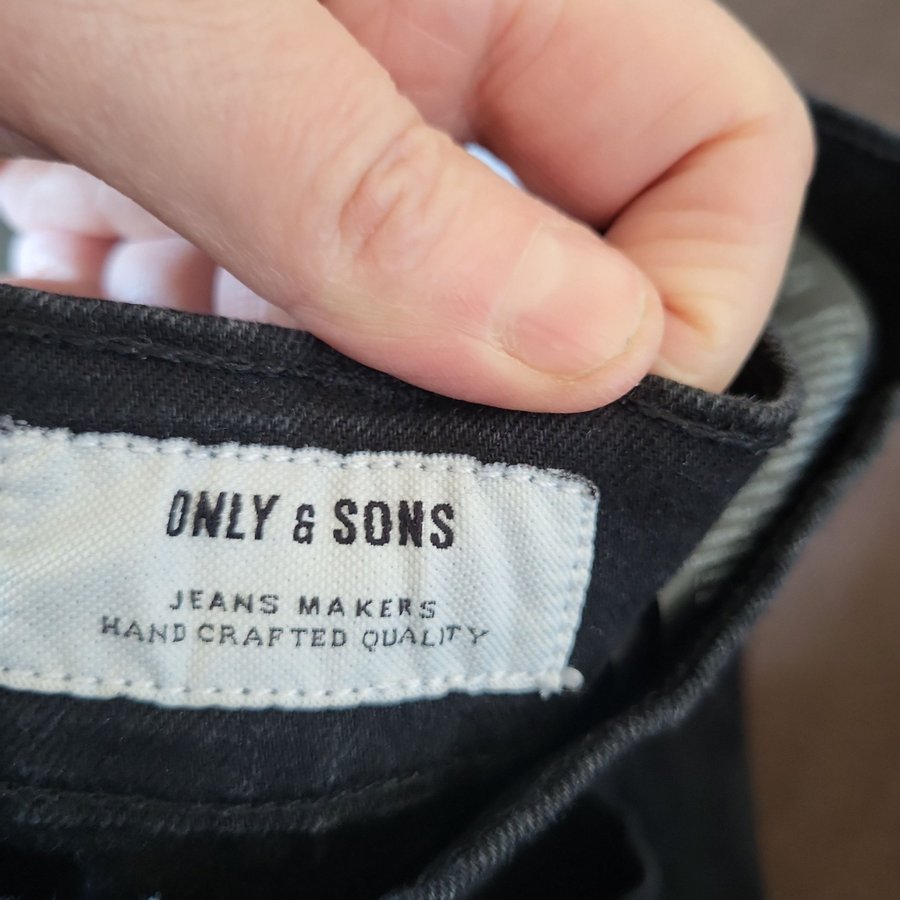 ONLY & SONS
JEANS MAKERS
HAND CRAFTED QUALITY